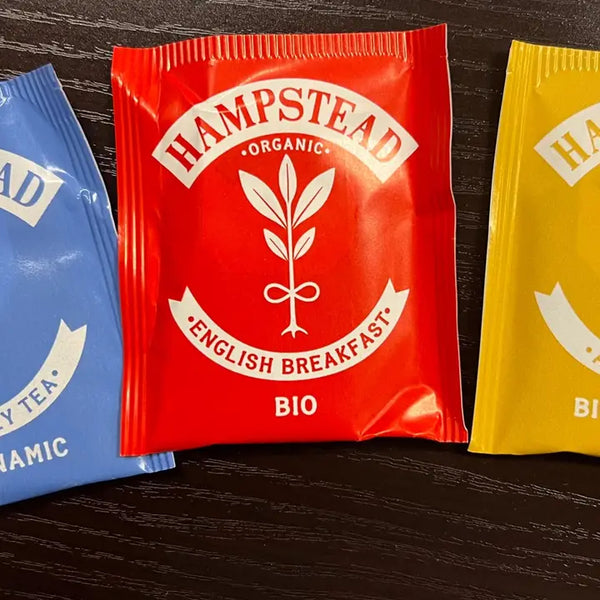 AD
Y TEA•
NAMIC
HAMPSTEAD
•ORGANIC•
•ENGLISH BREAKFAST•
BIO
HA
BI